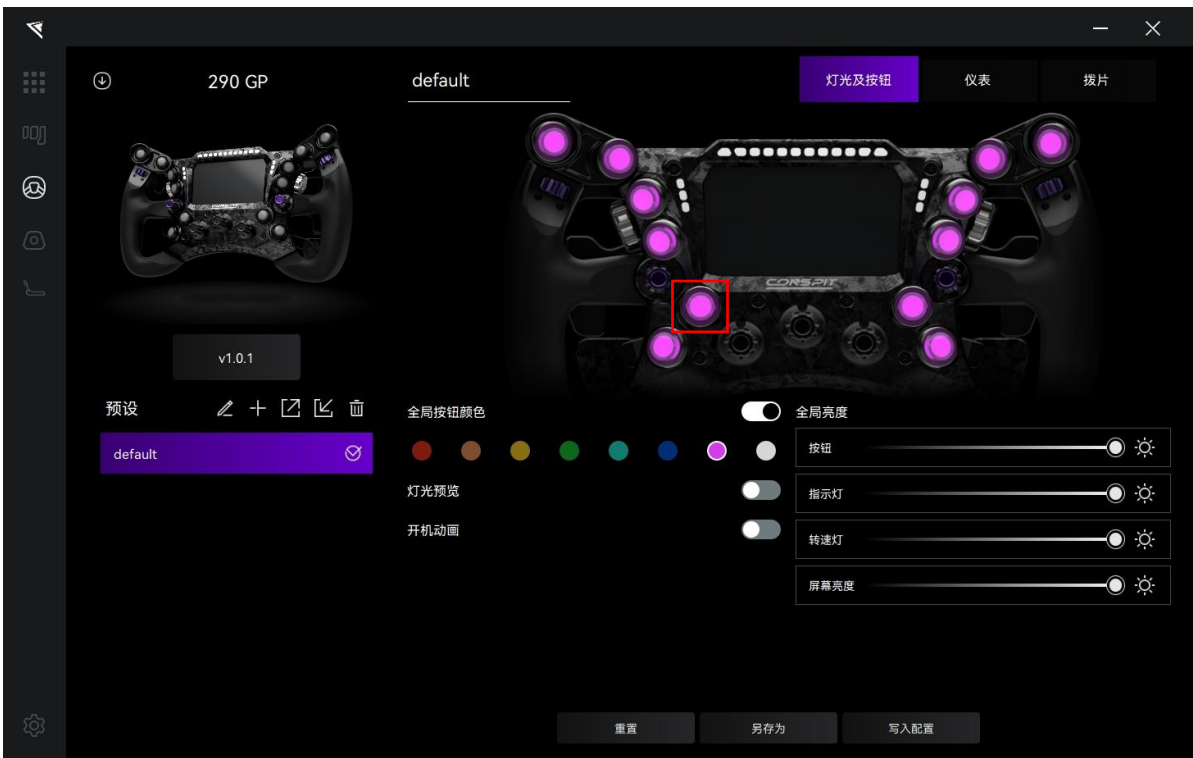 290 GP
default
灯光及按钮
仪表
拨片
CONSPIT
v1.0.1
预设
default
全局按钮颜色
灯光预览
开机动画
全局亮度
按钮
指示灯
转速灯
屏幕亮度
重置
另存为
写入配置